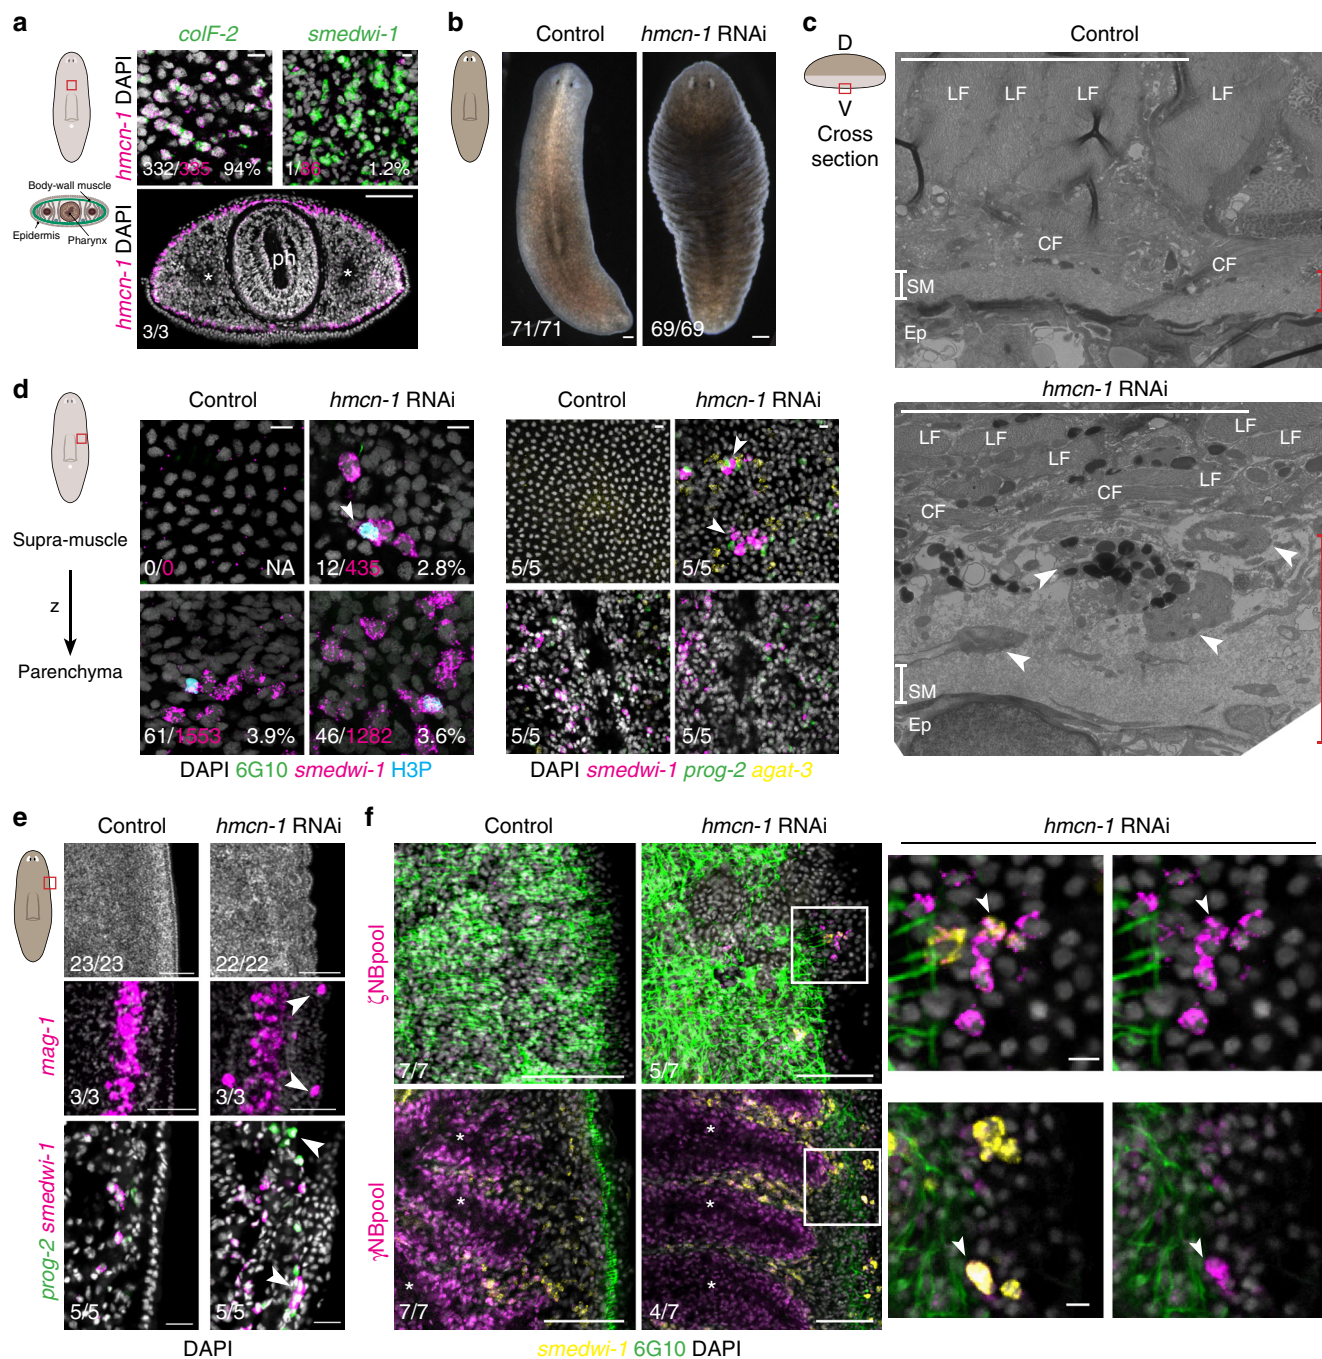 a
colF-2
smedwi-1
hmcn-1 DAPI
332/335
94%
1/86
1.2%
Body-wall muscle
Epidermis
Pharynx
hmcn-1 DAPI
ph
*
*
3/3
b
Control
hmcn-1 RNAi
71/71
69/69
c
D
V
Cross
section
Control
LF
LF
LF
LF
CF
CF
SM
Ep
hmcn-1 RNAi
LF
LF
LF
LF
LF
LF
CF
CF
SM
Ep
d
Supra-muscle
z
Parenchyma
Control
hmcn-1 RNAi
0/0
NA
12/435
2.8%
61/1553
3.9%
46/1282
3.6%
DAPI 6G10 smedwi-1 H3P
Control
hmcn-1 RNAi
5/5
5/5
5/5
5/5
DAPI smedwi-1 prog-2 agat-3
e
Control
hmcn-1 RNAi
23/23
22/22
mag-1
3/3
3/3
prog-2 smedwi-1
5/5
5/5
DAPI
f
Control
hmcn-1 RNAi
hmcn-1 RNAi
ζNBpool
7/7
5/7
γNBpool
*
*
*
7/7
*
*
*
4/7
smedwi-1 6G10 DAPI